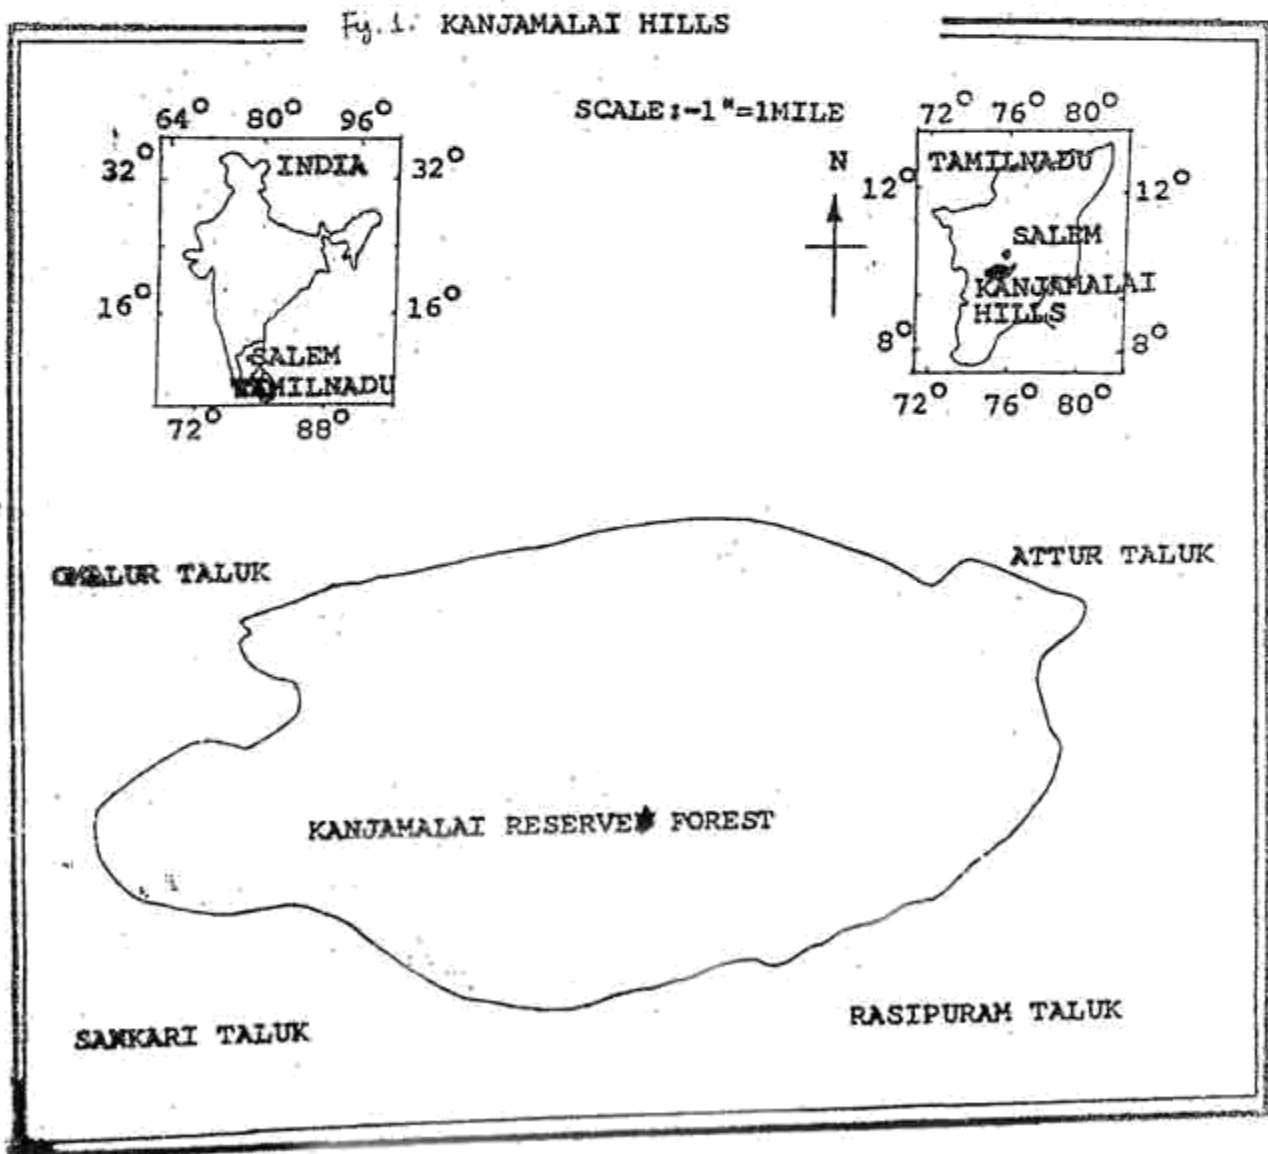 Fig.1. KANJAMALAI HILLS
SCALE:-1"=1MILE
64° 80° 96°
32° INDIA 32°
16° 16°
SALEM
TAMILNADU
72° 88°
N
72° 76° 80°
TAMILNADU
12° 12°
SALEM
KANJAMALAI
HILLS
8° 8°
72° 76° 80°
OMALUR TALUK
ATTUR TALUK
KANJAMALAI RESERVE FOREST
SANKARI TALUK
RASIPURAM TALUK